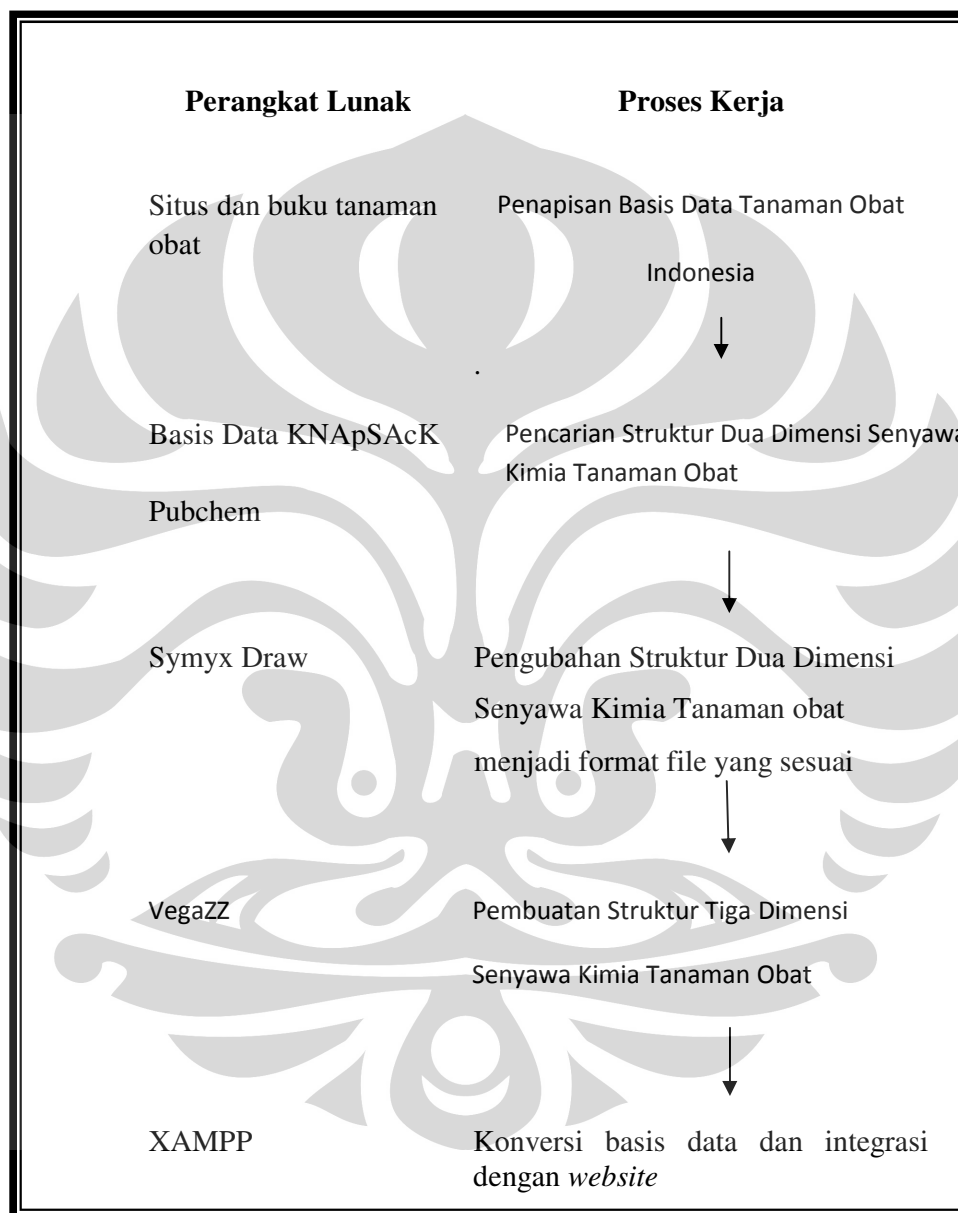 Perangkat Lunak Proses Kerja
Situs dan buku tanaman
obat
Penapisan Basis Data Tanaman Obat
Indonesia
.
Basis Data KNApSAcK
Pubchem
Pencarian Struktur Dua Dimensi Senyawa
Kimia Tanaman Obat
Symyx Draw
Pengubahan Struktur Dua Dimensi
Senyawa Kimia Tanaman obat
menjadi format file yang sesuai
VegaZZ
Pembuatan Struktur Tiga Dimensi
Senyawa Kimia Tanaman Obat
XAMPP
Konversi basis data dan integrasi
dengan website